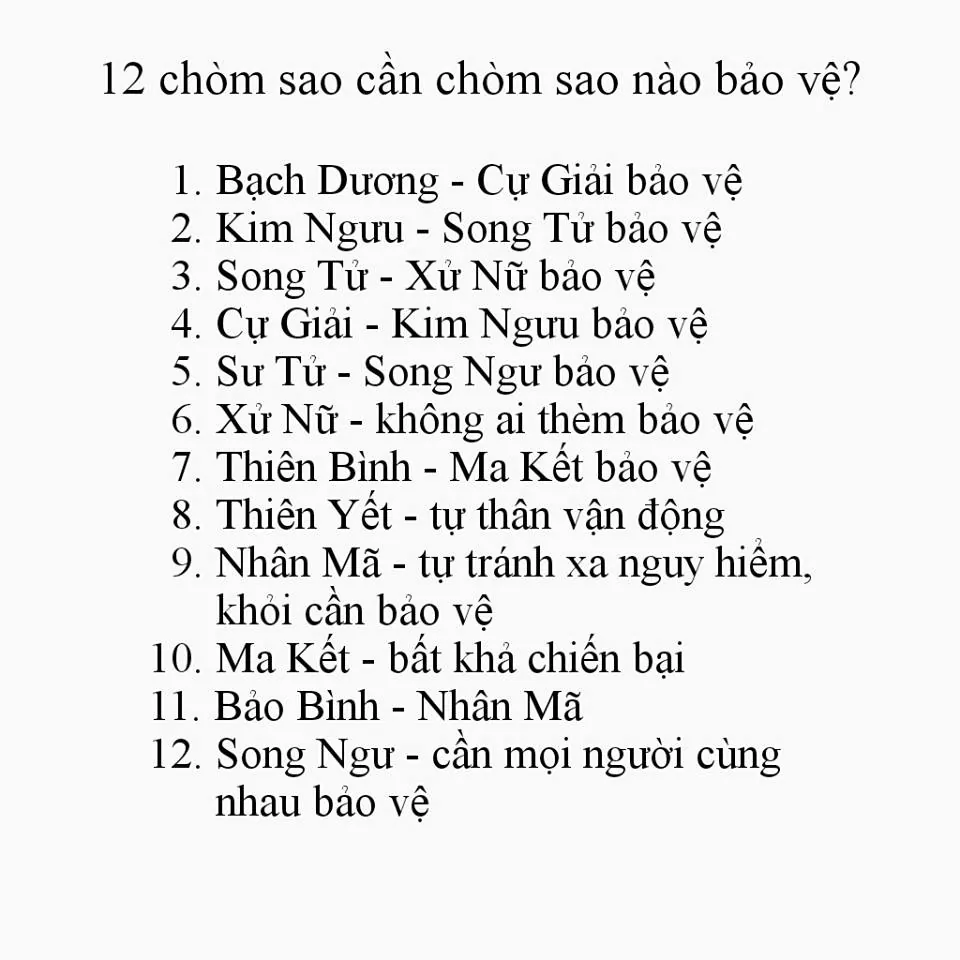 12 chòm sao cần chòm sao nào bảo vệ?
1. Bạch Dương - Cự Giải bảo vệ
2. Kim Ngưu - Song Tử bảo vệ
3. Song Tử - Xử Nữ bảo vệ
4. Cự Giải - Kim Ngưu bảo vệ
5. Sư Tử - Song Ngư bảo vệ
6. Xử Nữ - không ai thèm bảo vệ
7. Thiên Bình - Ma Kết bảo vệ
8. Thiên Yết - tự thân vận động
9. Nhân Mã - tự tránh xa nguy hiểm,
khỏi cần bảo vệ
10. Ma Kết - bất khả chiến bại
11. Bảo Bình - Nhân Mã
12. Song Ngư - cần mọi người cùng
nhau bảo vệ